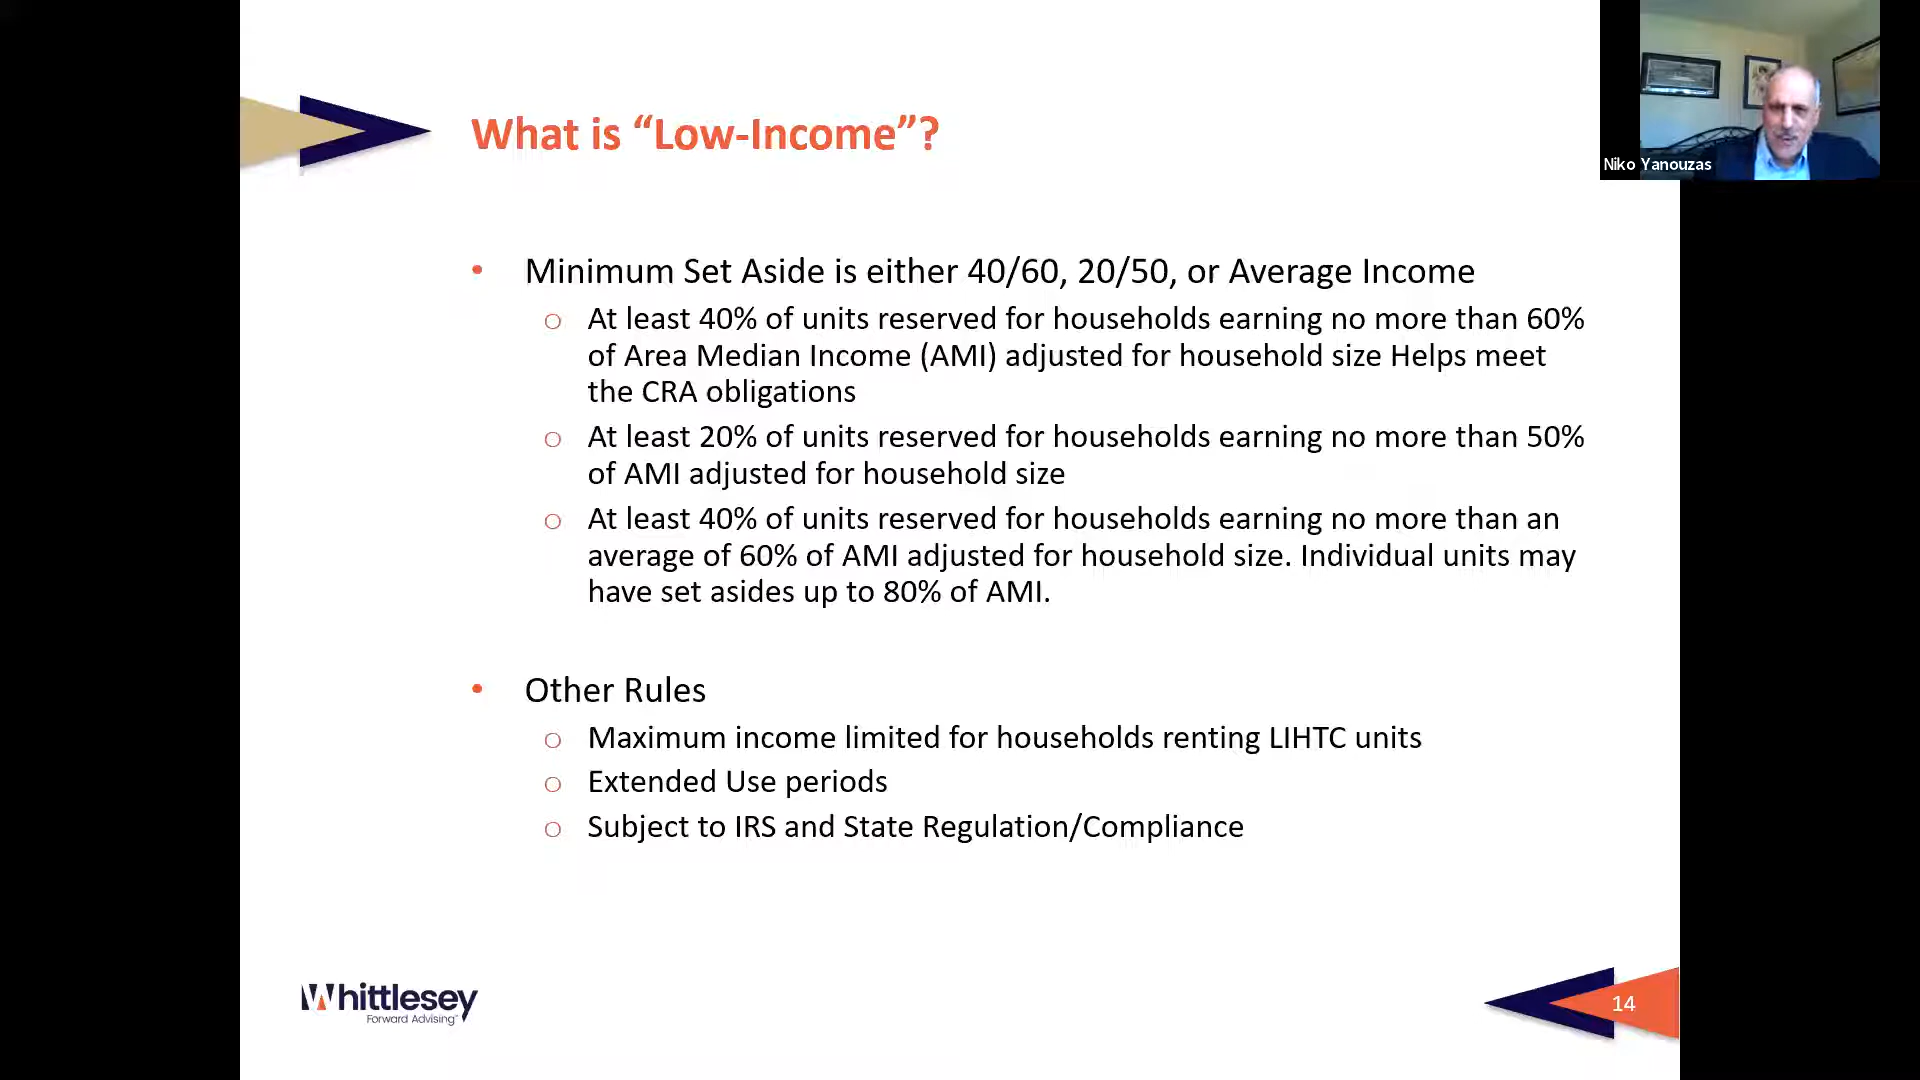 What is “Low-Income”?
Niko Yanouzas
• Minimum Set Aside is either 40/60, 20/50, or Average Income
o At least 40% of units reserved for households earning no more than 60%
of Area Median Income (AMI) adjusted for household size Helps meet
the CRA obligations
o At least 20% of units reserved for households earning no more than 50%
of AMI adjusted for household size
o At least 40% of units reserved for households earning no more than an
average of 60% of AMI adjusted for household size. Individual units may
have set asides up to 80% of AMI.
• Other Rules
o Maximum income limited for households renting LIHTC units
o Extended Use periods
o Subject to IRS and State Regulation/Compliance
Whittlesey
Forward Advising
14